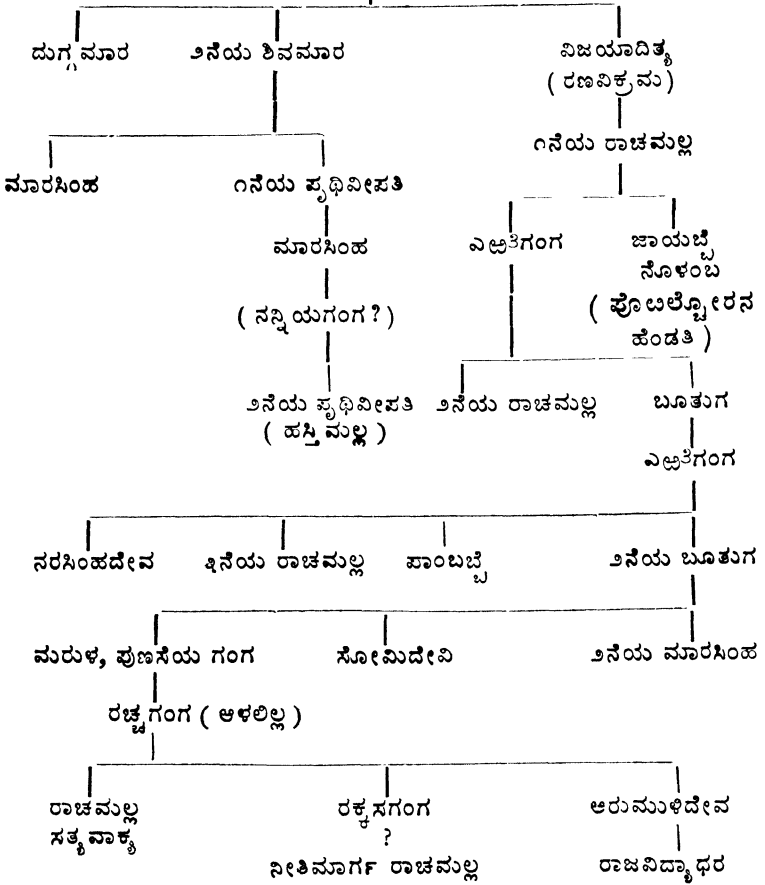 ದುಗ್ಗಮಾರ ೨ನೆಯ ಶಿವಮಾರ ವಿಜಯಾದಿತ್ಯ
( ರಣವಿಕ್ರಮ )
೧ನೆಯ ರಾಚಮಲ್ಲ
ಮಾರಸಿಂಹ ೧ನೆಯ ಪೃಥಿವೀಪತಿ
ಮಾರಸಿಂಹ ಎಱೆಗಂಗ ಜಾಯಬ್ಬೆ
ನೊಳಂಬ
( ನನ್ನಿಯಗಂಗ ? ) ( ಪೊೞಲ್ಚೋರನ
ಹೆಂಡತಿ )
೨ನೆಯ ಪೃಥಿವೀಪತಿ ೨ನೆಯ ರಾಚಮಲ್ಲ ಬೂತುಗ
( ಹಸ್ತಿಮಲ್ಲ )
ಎಱೆಗಂಗ
ನರಸಿಂಹದೇವ ೩ನೆಯ ರಾಚಮಲ್ಲ ಪಾಂಬಬ್ಬೆ ೨ನೆಯ ಬೂತುಗ
ಮರುಳ, ಪುಣಸೆಯ ಗಂಗ ಸೋಮಿದೇವಿ ೨ನೆಯ ಮಾರಸಿಂಹ
ರಚ್ಚಗಂಗ ( ಆಳಲಿಲ್ಲ )
ರಾಚಮಲ್ಲ ರಕ್ಕಸಗಂಗ ಆರುಮುಳಿದೇವ
ಸತ್ಯವಾಕ್ಯ ?
ನೀತಿಮಾರ್ಗ ರಾಚಮಲ್ಲ ರಾಜವಿದ್ಯಾಧರ